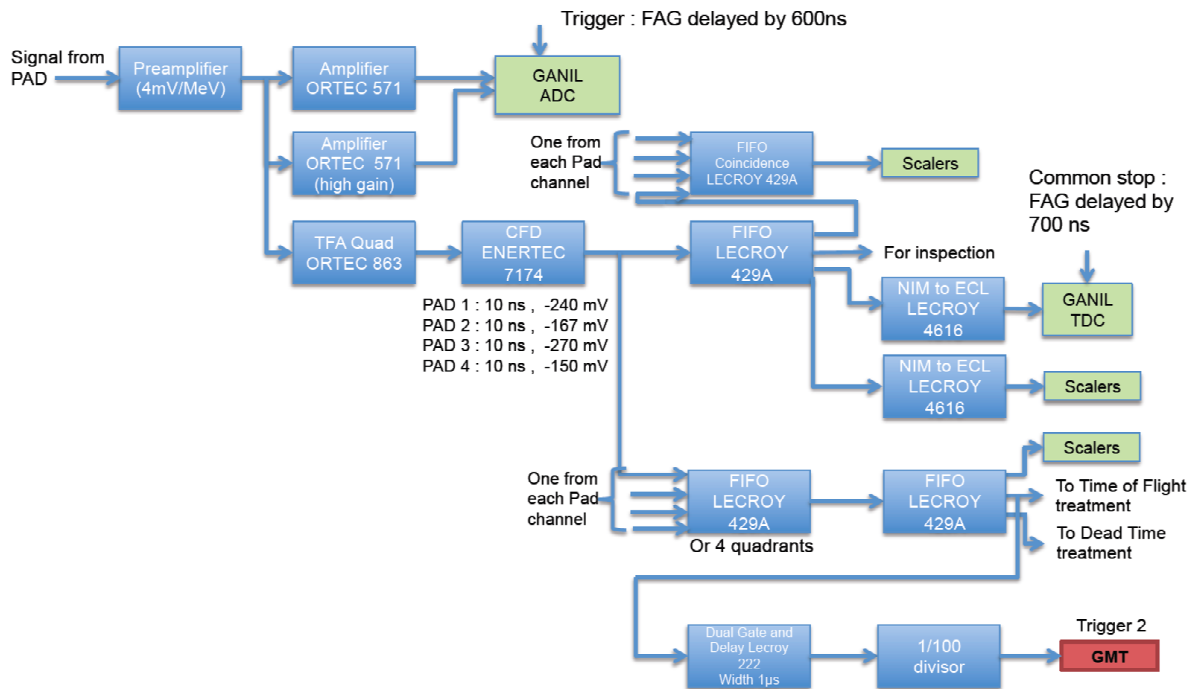 Trigger : FAG delayed by 600ns
Signal from
PAD
Preamplifier
(4mV/MeV)
Amplifier
ORTEC 571
GANIL
ADC
Amplifier
ORTEC 571
(high gain)
One from
each Pad
channel
FIFO
Coincidence
LECROY 429A
Scalers
Common stop :
FAG delayed by
700 ns
TFA Quad
ORTEC 863
CFD
ENERTEC
7174
FIFO
LECROY
429A
For inspection
NIM to ECL
LECROY
4616
GANIL
TDC
PAD 1 : 10 ns , -240 mV
PAD 2 : 10 ns , -167 mV
PAD 3 : 10 ns , -270 mV
PAD 4 : 10 ns , -150 mV
NIM to ECL
LECROY
4616
Scalers
Scalers
One from
each Pad
channel
FIFO
LECROY
429A
Or 4 quadrants
FIFO
LECROY
429A
To Time of Flight
treatment
To Dead Time
treatment
Dual Gate and
Delay Lecroy
222
Width 1µs
1/100
divisor
Trigger 2
GMT